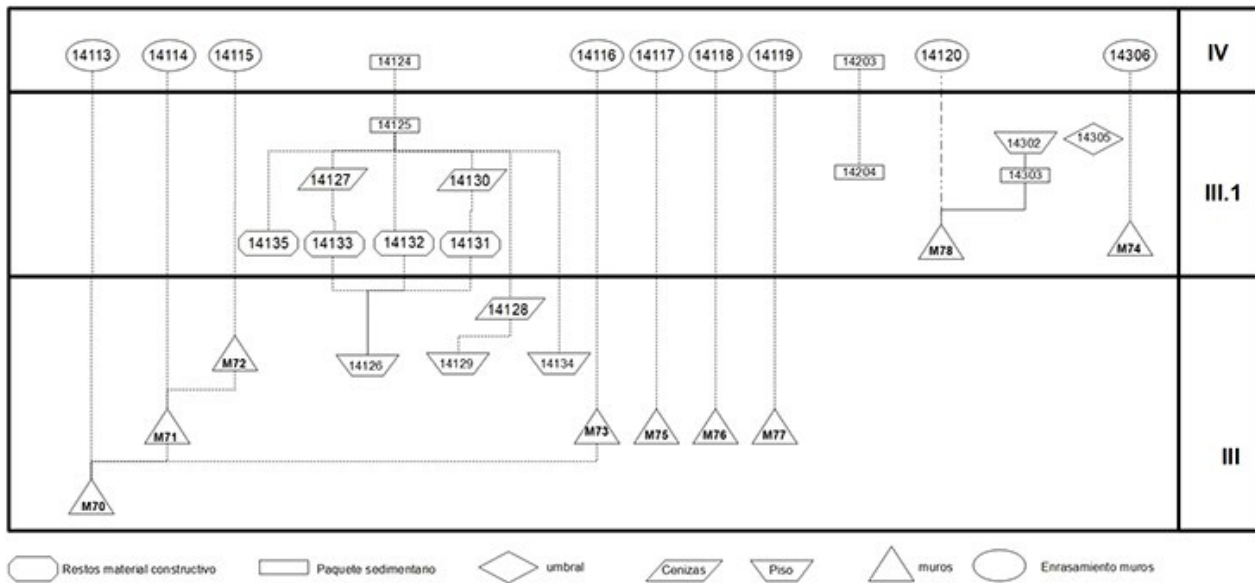 14113 14114 14115 14124 14116 14117 14118 14119 14203 14120 14306 IV
14125
14302 14305
14127 14130 14204 14303 III.1
14135 14133 14132 14131 M78 M74
14128
M72 14126 14129 14134
M71 M73 M75 M76 M77 III
M70
Restos material constructivo Paquete sedimentario umbral Cenizas Piso muros Enrasamiento muros